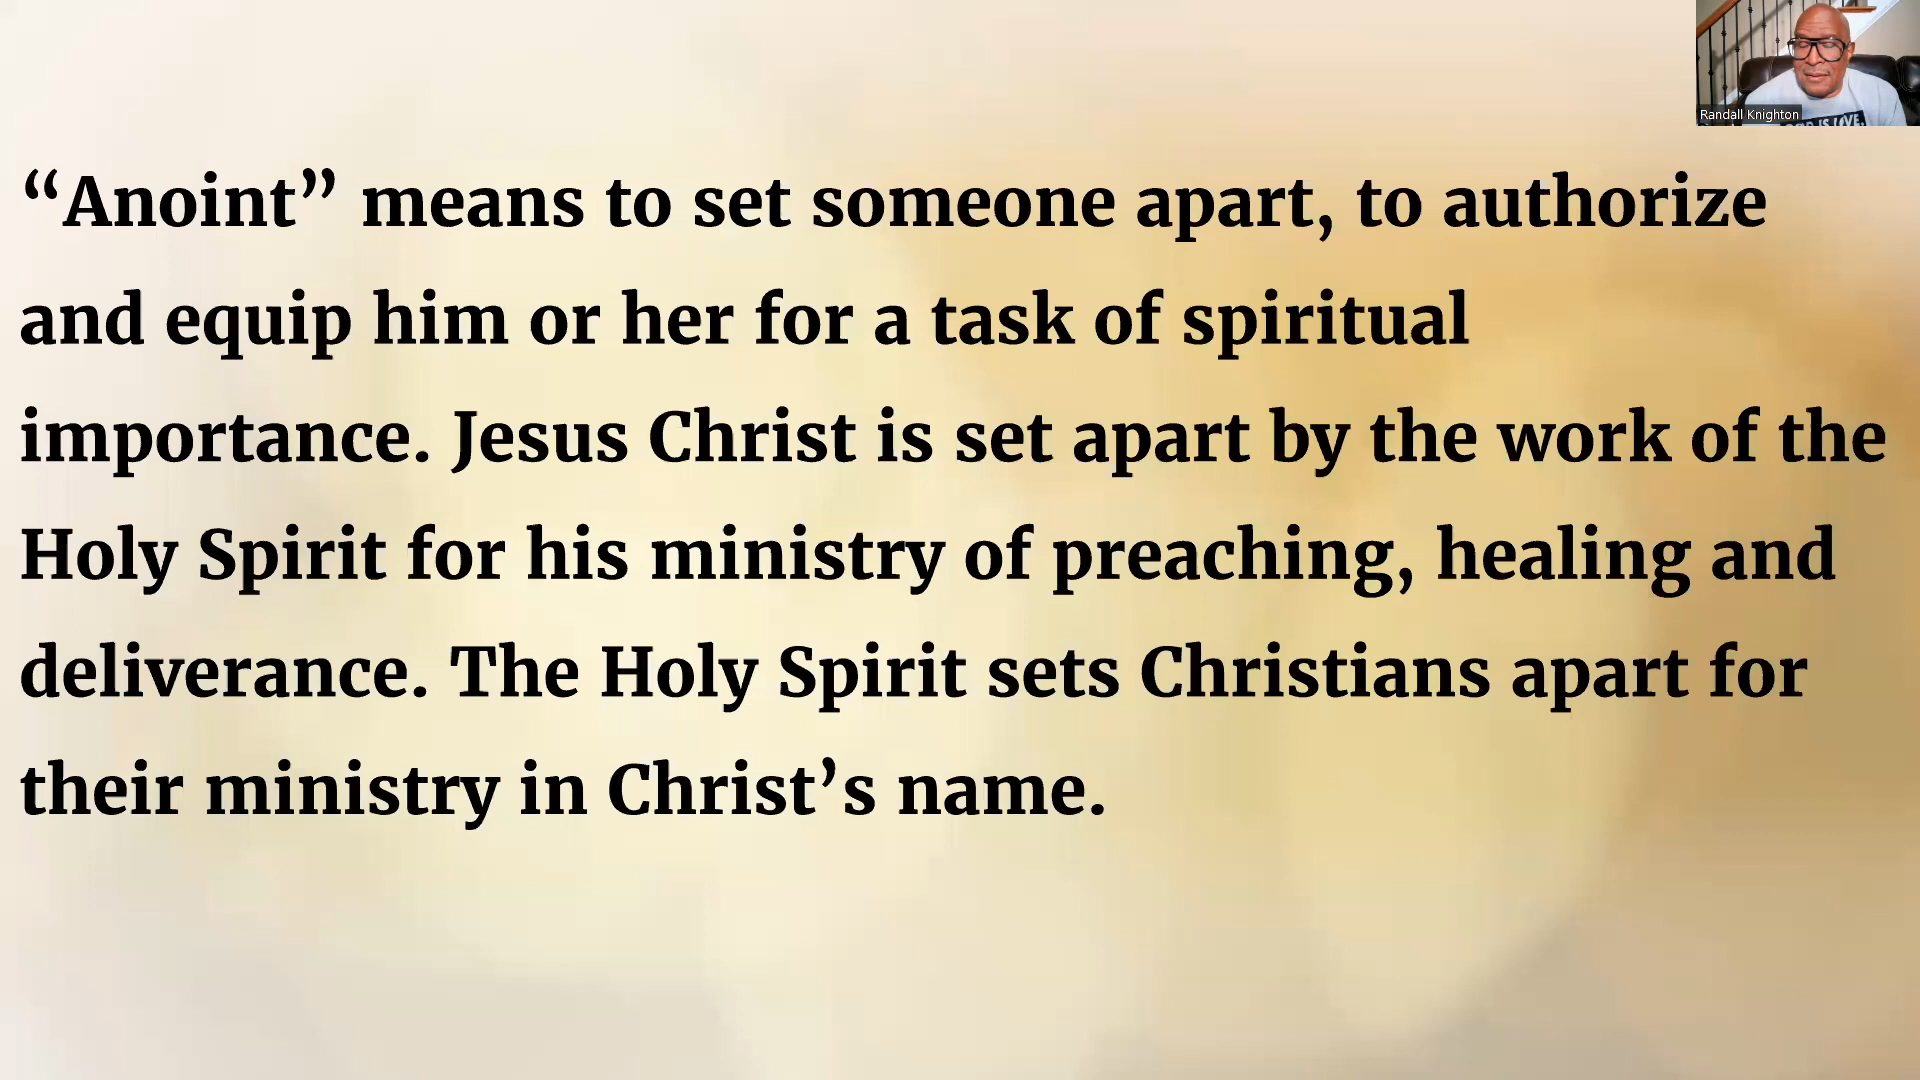 Randall Knighton
“Anoint” means to set someone apart, to authorize
and equip him or her for a task of spiritual
importance. Jesus Christ is set apart by the work of the
Holy Spirit for his ministry of preaching, healing and
deliverance. The Holy Spirit sets Christians apart for
their ministry in Christ’s name.